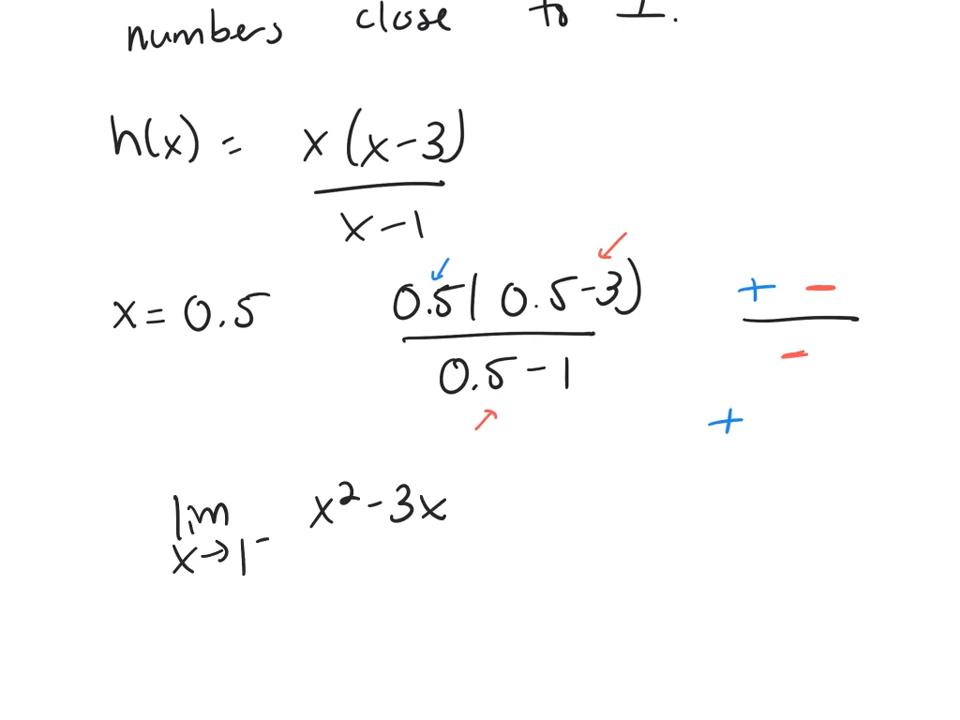 numbers close to 1.
h(x) = x(x-3)
x-1
x = 0.5 0.5( 0.5-3) + -
0.5-1 -
+
lim x²-3x
x→1⁻